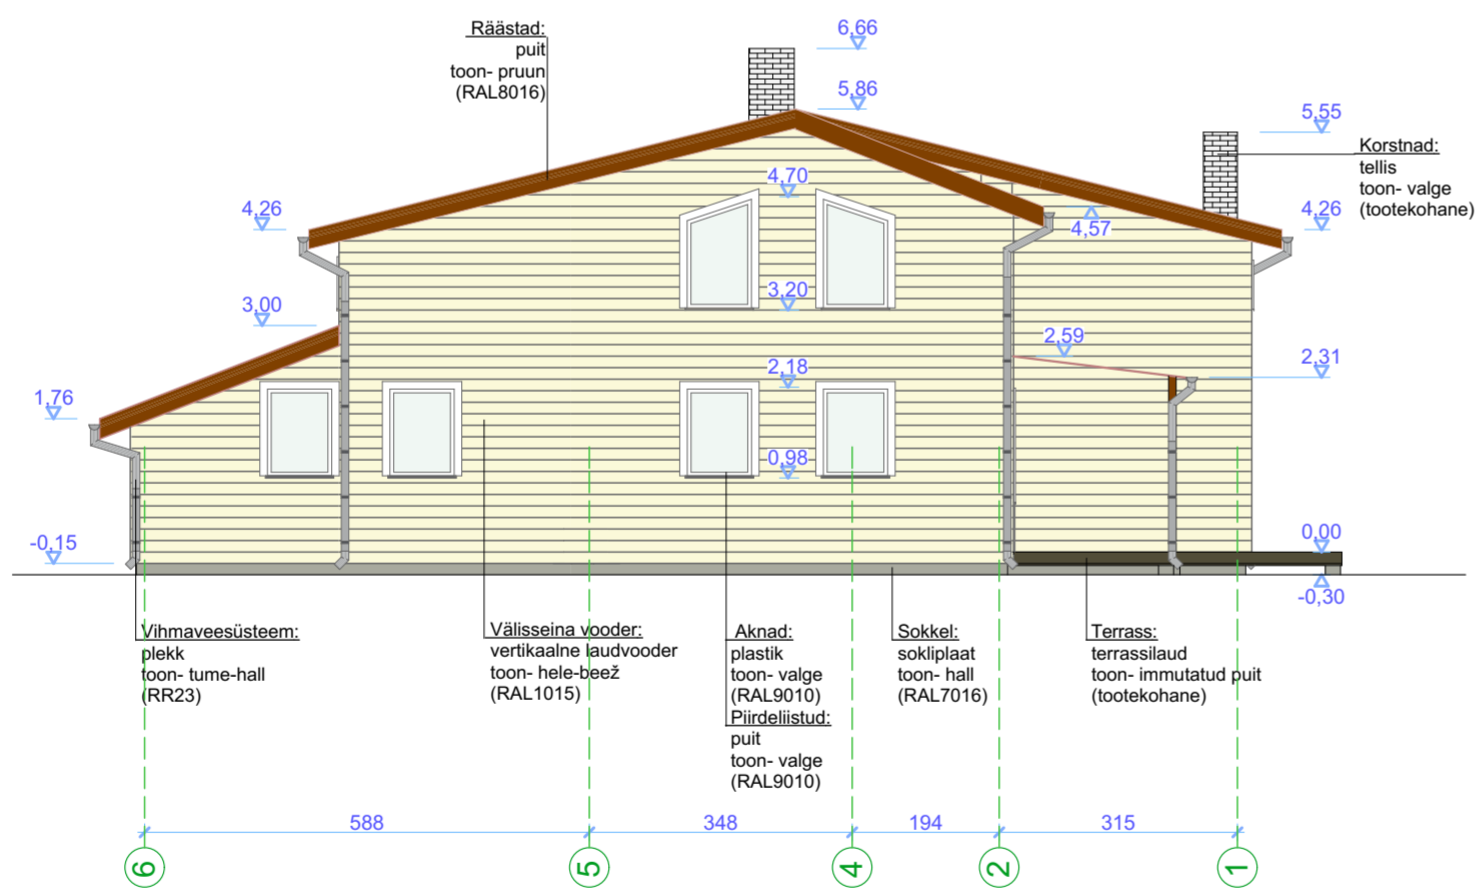 Räästad:
puit
toon- pruun
(RAL8016)
6,66
5,86
5,55
Korstnad:
tellis
toon- valge
(tootekohane)
4,70
4,26
4,57
4,26
3,20
3,00
2,59
2,31
2,18
1,76
0,98
-0,15
0,00
-0,30
Vihmaveesüsteem:
plekk
toon- tume-hall
(RR23)
Välisseina vooder:
vertikaalne laudvooder
toon- hele-beež
(RAL1015)
Aknad:
plastik
toon- valge
(RAL9010)
Piirdeliistud:
puit
toon- valge
(RAL9010)
Sokkel:
sokliplaat
toon- hall
(RAL7016)
Terrass:
terrassilaud
toon- immutatud puit
(tootekohane)
588
348
194
315
6
5
4
2
1